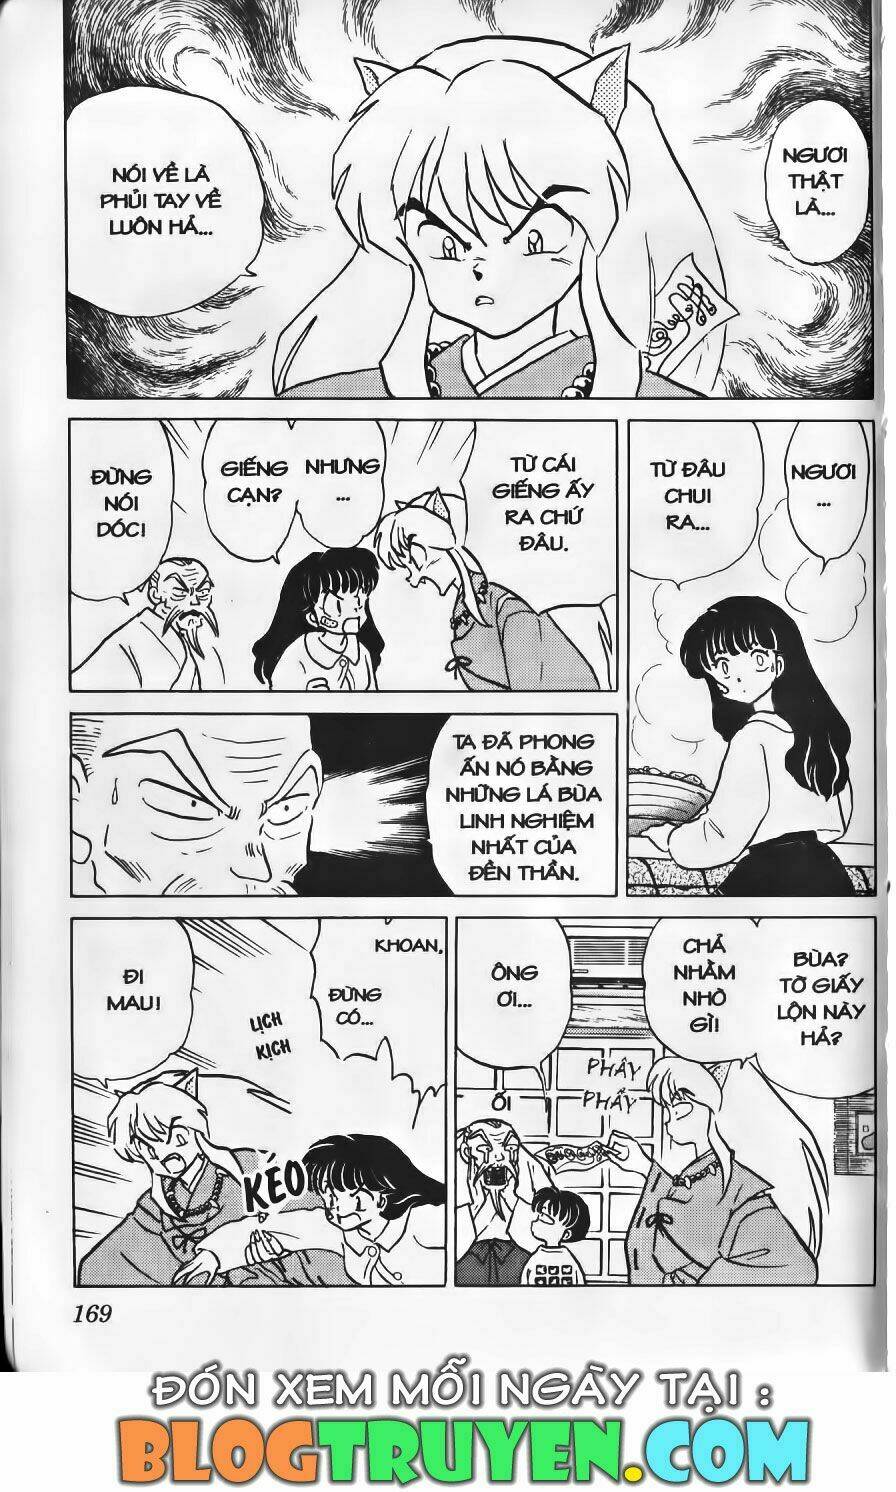 NGƯƠI
THẬT
LÀ...
NÓI VỀ LÀ
PHỦI TAY VỀ
LUÔN HẢ...
NGƯƠI
...
TỪ ĐÂU
CHUI
RA...
TỪ CÁI
GIẾNG ẤY
RA CHỨ
ĐÂU.
NHƯNG
...
GIẾNG
CẠN?
ĐỪNG
NÓI
DÓC!
TA ĐÃ PHONG
ẤN NÓ BẰNG
NHỮNG LÁ BÙA
LINH NGHIỆM
NHẤT CỦA
ĐỀN THẦN.
BÙA?
TỜ GIẤY
LỘN NÀY
HẢ?
CHẢ
NHẰM
NHÒ
GÌ!
PHẤY
PHẨY
ÔNG
ƠI...
ỐI
KHOAN,
ĐỪNG
CÓ...
LỊCH
KỊCH
ĐI
MAU!
KÉO
169
ĐÓN XEM MỖI NGÀY TẠI :
BLOGTRUYEN.COM